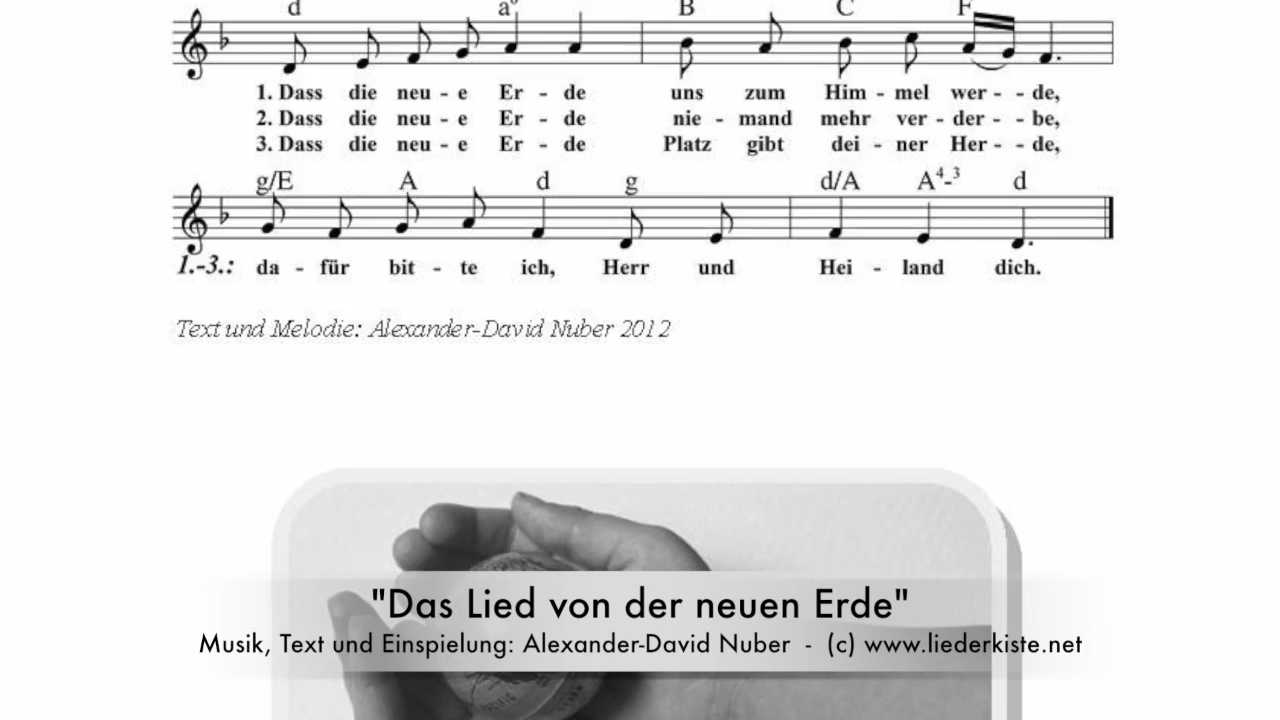 d a⁶ B C F
1. Dass die neu - e Er - de uns zum Him - mel wer - - de,
2. Dass die neu - e Er - de nie - mand mehr ver - der - - be,
3. Dass die neu - e Er - de Platz gibt dei - ner Her - - de,
g/E A d g d/A A⁴-³ d
1.-3.: da - für bit - te ich, Herr und Hei - land dich.
Text und Melodie: Alexander-David Nuber 2012
"Das Lied von der neuen Erde"
Musik, Text und Einspielung: Alexander-David Nuber - (c) www.liederkiste.net